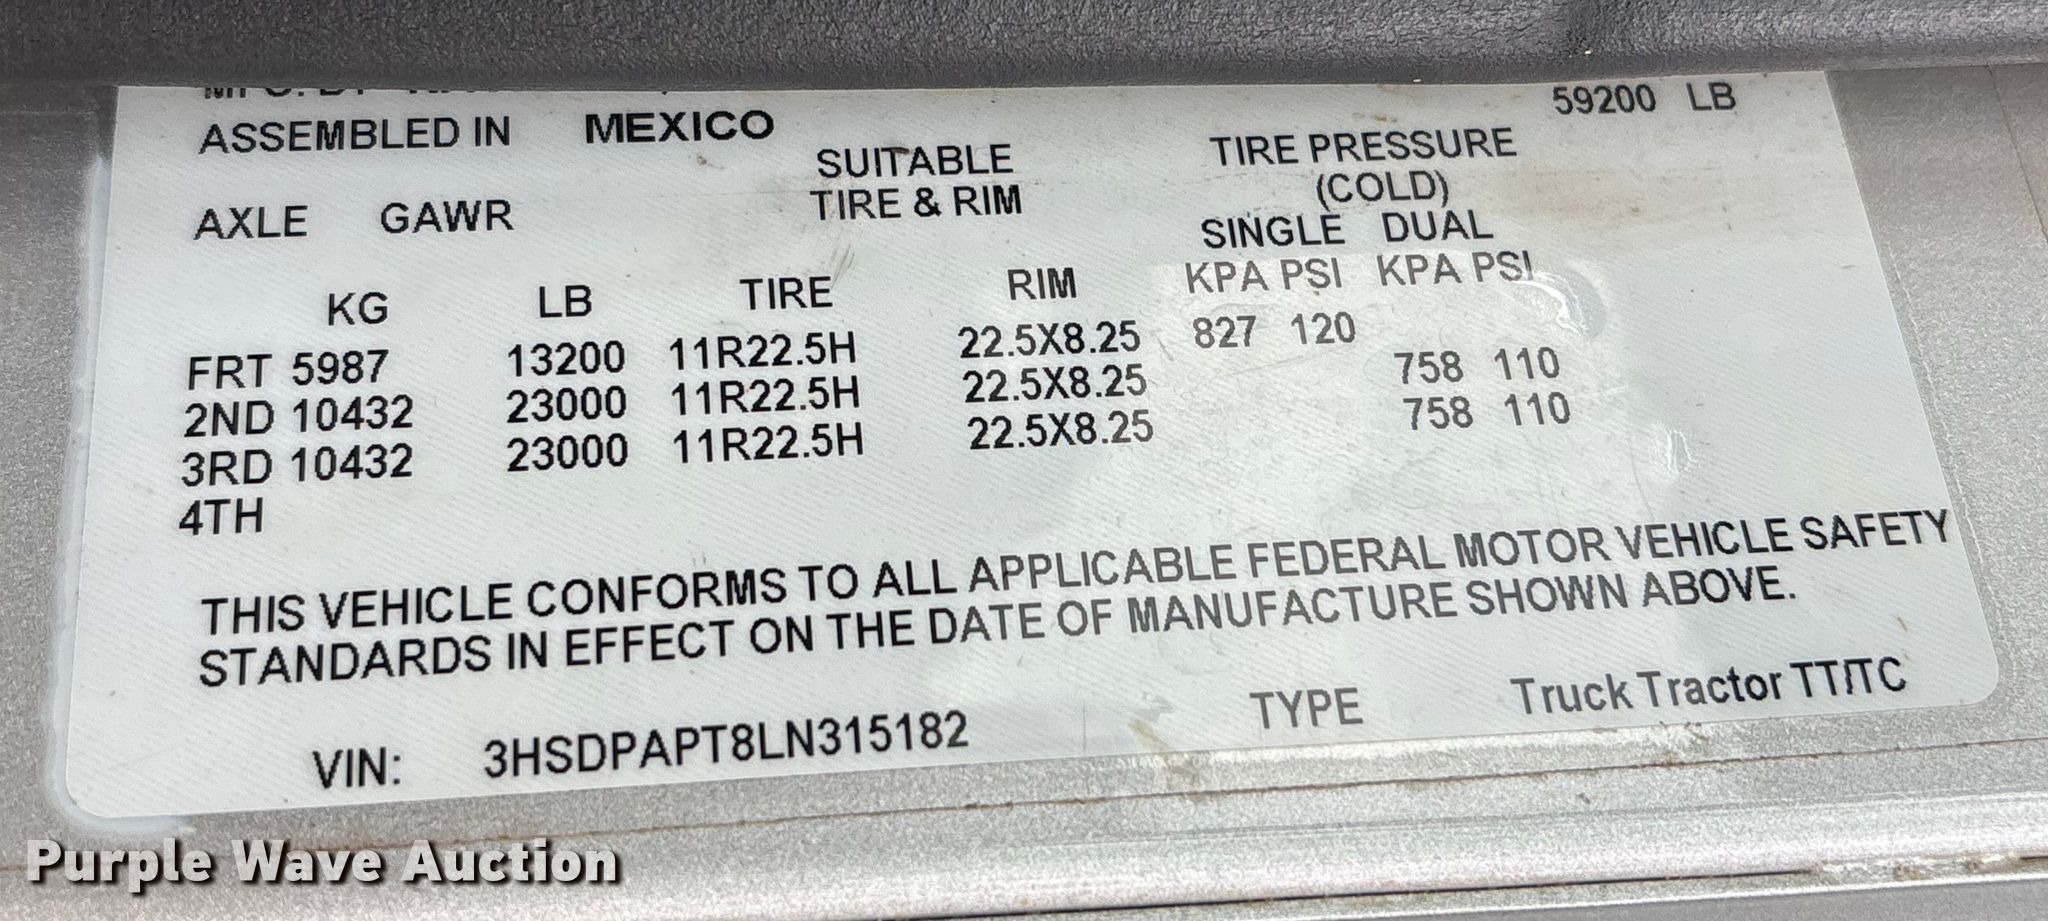 59200 LB
ASSEMBLED IN MEXICO
SUITABLE TIRE PRESSURE
AXLE GAWR TIRE & RIM (COLD)
SINGLE DUAL
KG LB TIRE RIM KPA PSI KPA PSI
FRT 5987 13200 11R22.5H 22.5X8.25 827 120
2ND 10432 23000 11R22.5H 22.5X8.25 758 110
3RD 10432 23000 11R22.5H 22.5X8.25 758 110
4TH
THIS VEHICLE CONFORMS TO ALL APPLICABLE FEDERAL MOTOR VEHICLE SAFETY
STANDARDS IN EFFECT ON THE DATE OF MANUFACTURE SHOWN ABOVE.
VIN: 3HSDPAPT8LN315182 TYPE Truck Tractor TT/TC
Purple Wave Auction